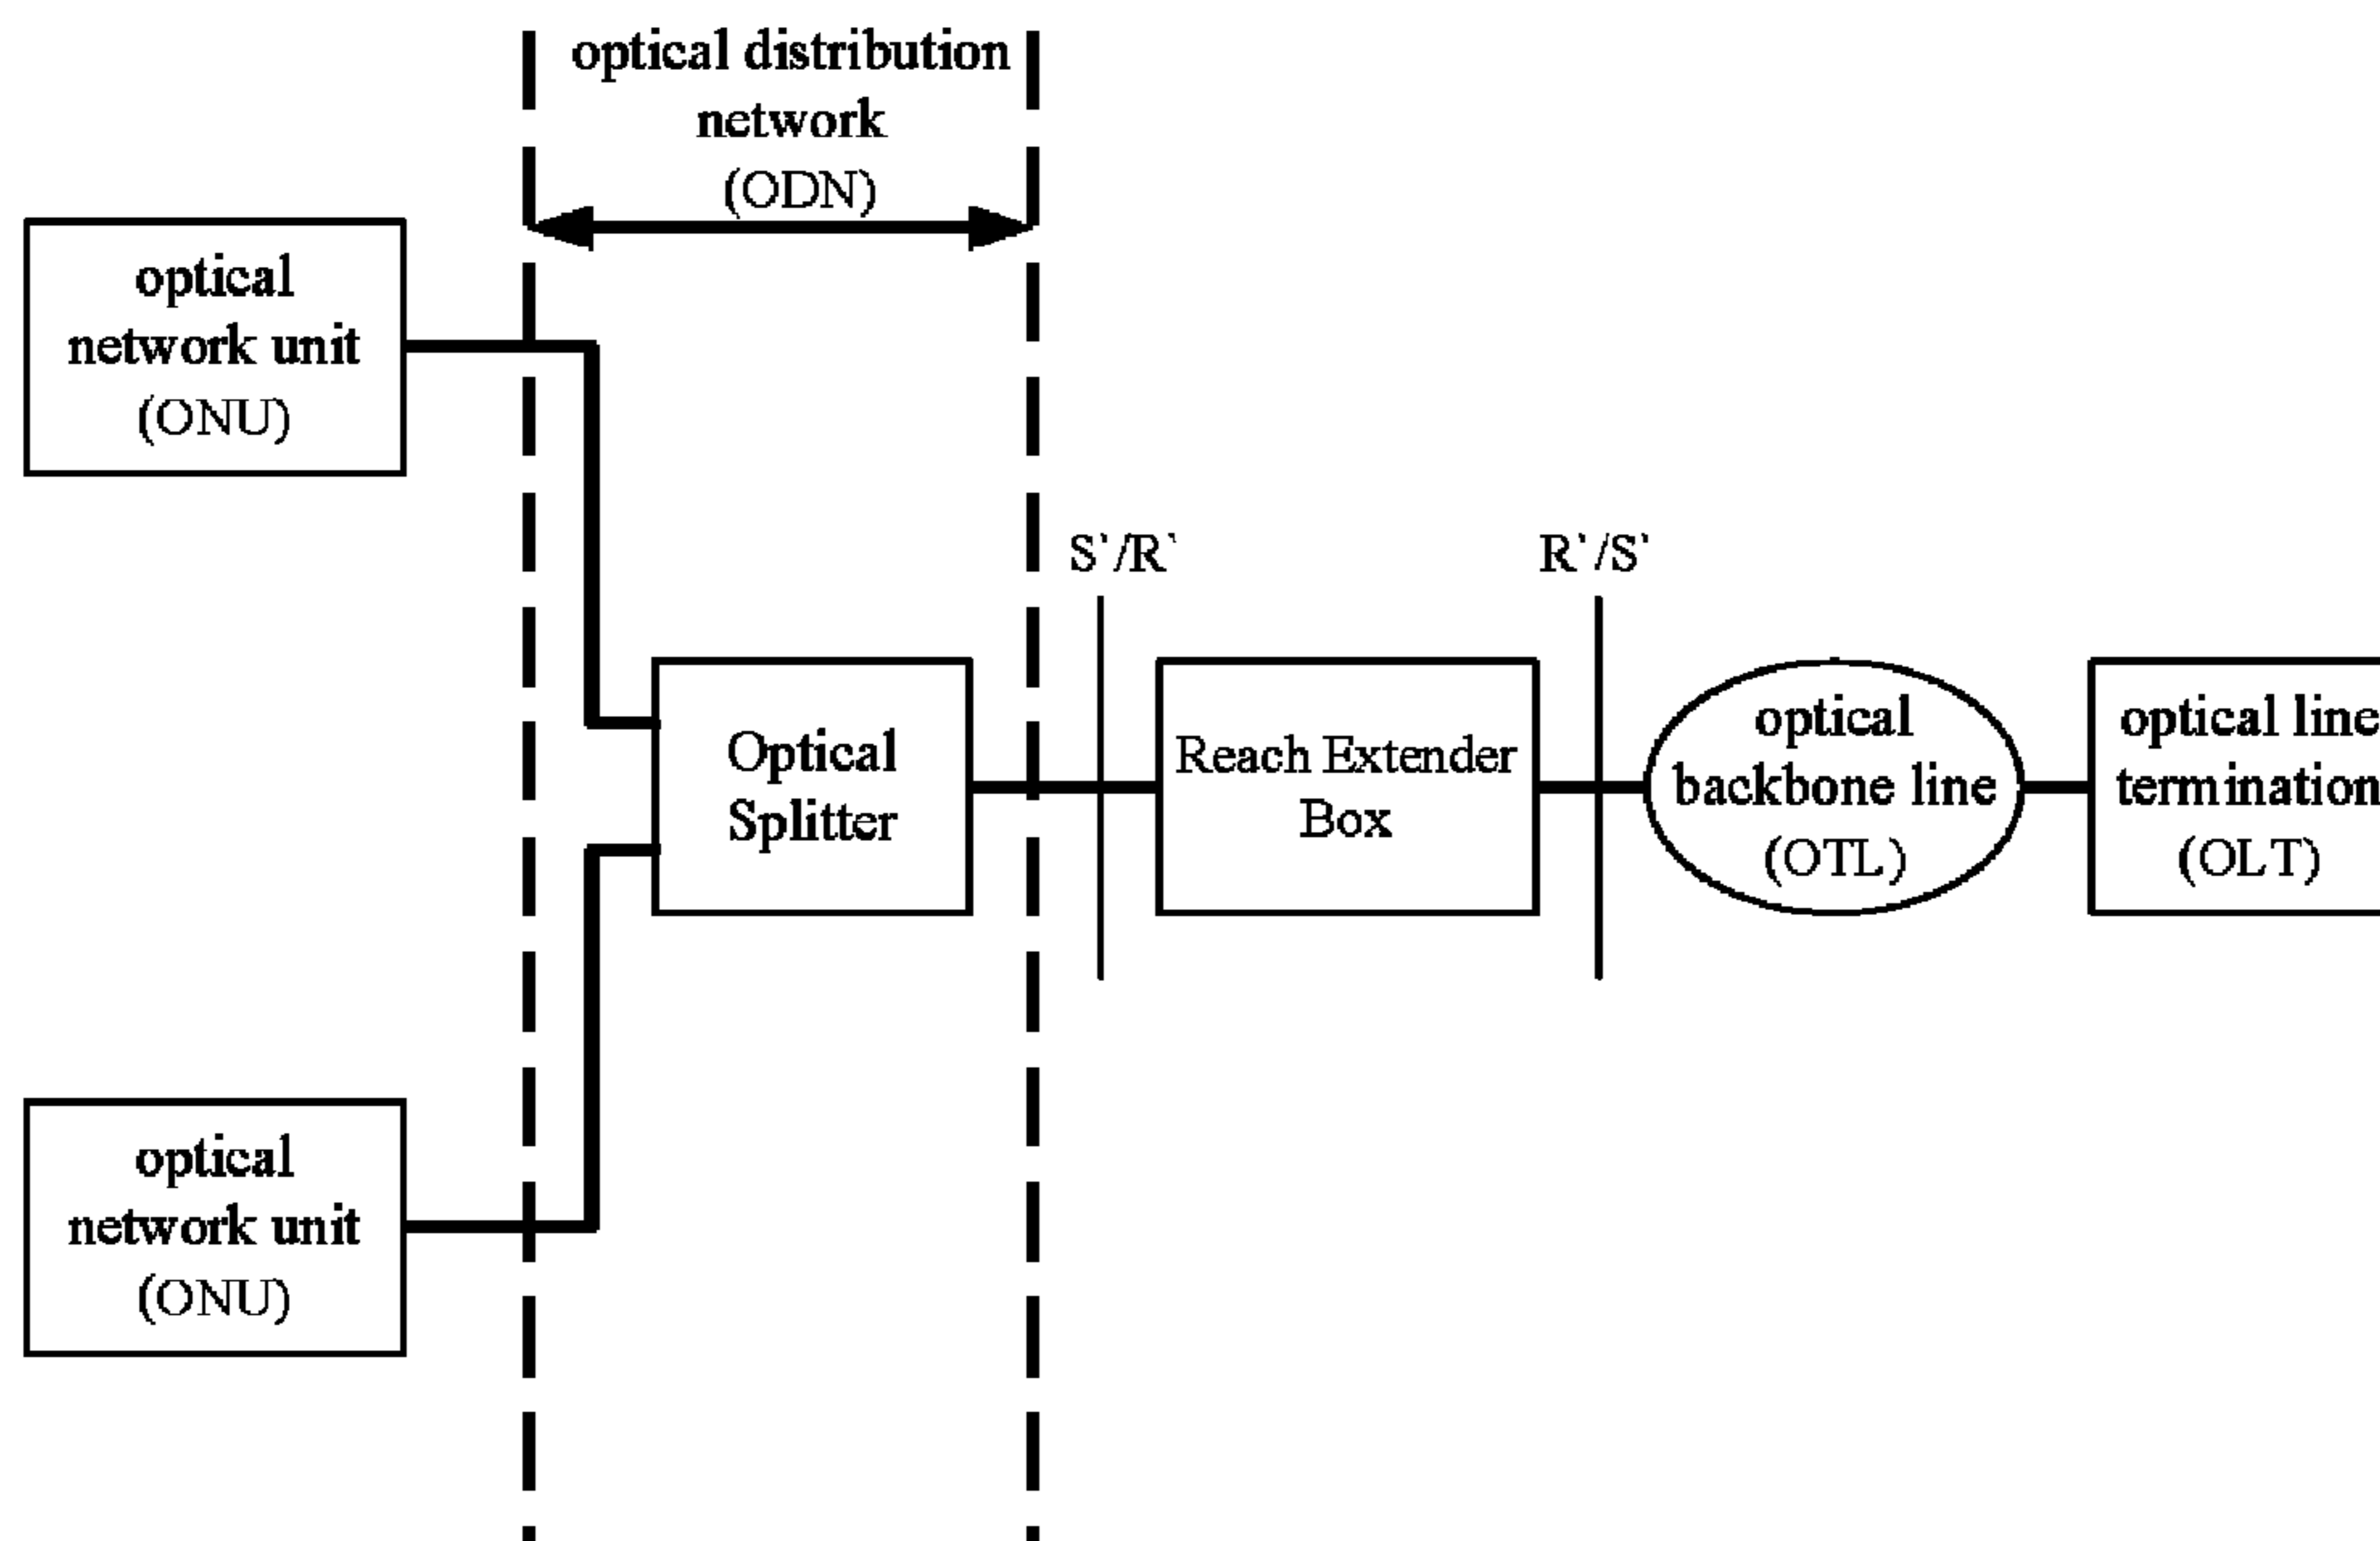 optical distribution
network
(ODN)
optical
network unit
(ONU)
S`/R`
R`/S`
Optical
Splitter
Reach Extender
Box
optical
backbone line
(OTL)
optical line
termination
(OLT)
optical
network unit
(ONU)